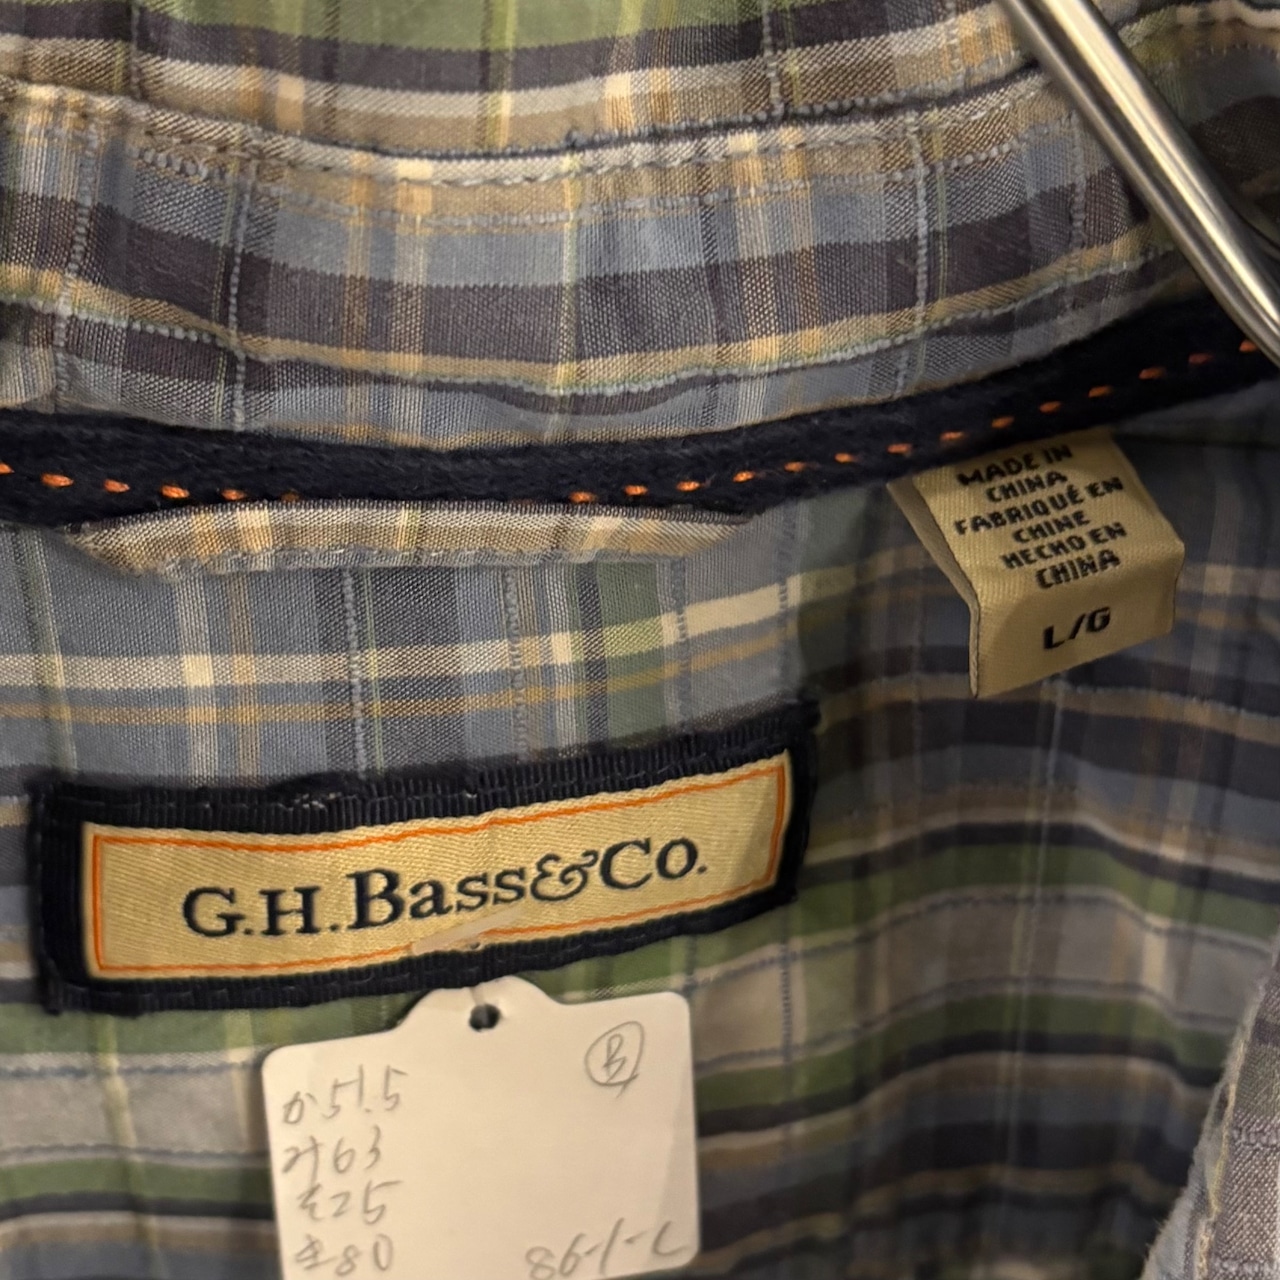 MADE IN
CHINA
FABRIQUÉ EN
CHINE
HECHO EN
CHINA
L/G
G.H.Bass&Co.
B
か51.5
み63
そ25
き80
86-1-L